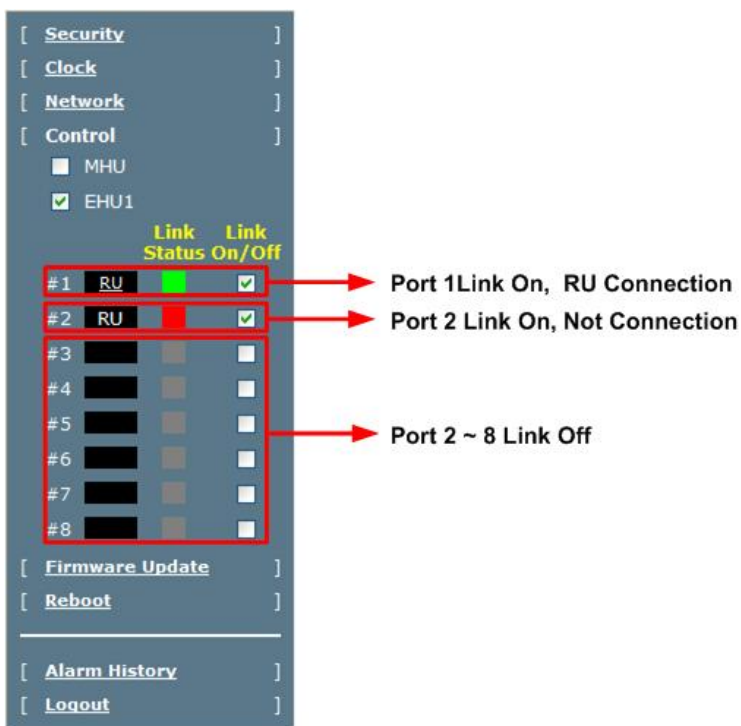 [ Security ]
[ Clock ]
[ Network ]
[ Control ]
MHU
EHU1
Link Status Link On/Off
#1 RU Port 1Link On, RU Connection
#2 RU Port 2 Link On, Not Connection
#3
#4
#5
Port 2 ~ 8 Link Off
#6
#7
#8
[ Firmware Update ]
[ Reboot ]
[ Alarm History ]
[ Logout ]